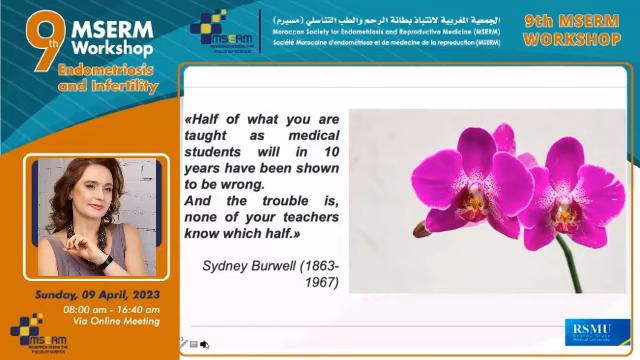 9th
MSERM
Workshop
Endometriosis
and Infertility
MSERM
الجمعية المغربية لانتباذ بطانة الرحم والطب التناسلي (مسيرم)
Moroccan Society for Endometriosis and Reproductive Medicine (MSERM)
Société Marocaine d'endométriose et de médecine de la reproduction (MSERM)
9th MSERM
WORKSHOP
«Half of what you are
taught as medical
students will in 10
years have been shown
to be wrong.
And the trouble is,
none of your teachers
know which half.»
Sydney Burwell (1863-
1967)
Sunday, 09 April, 2023
08:00 am - 16:40 am
Via Online Meeting
MSERM
RSMU
Medical University